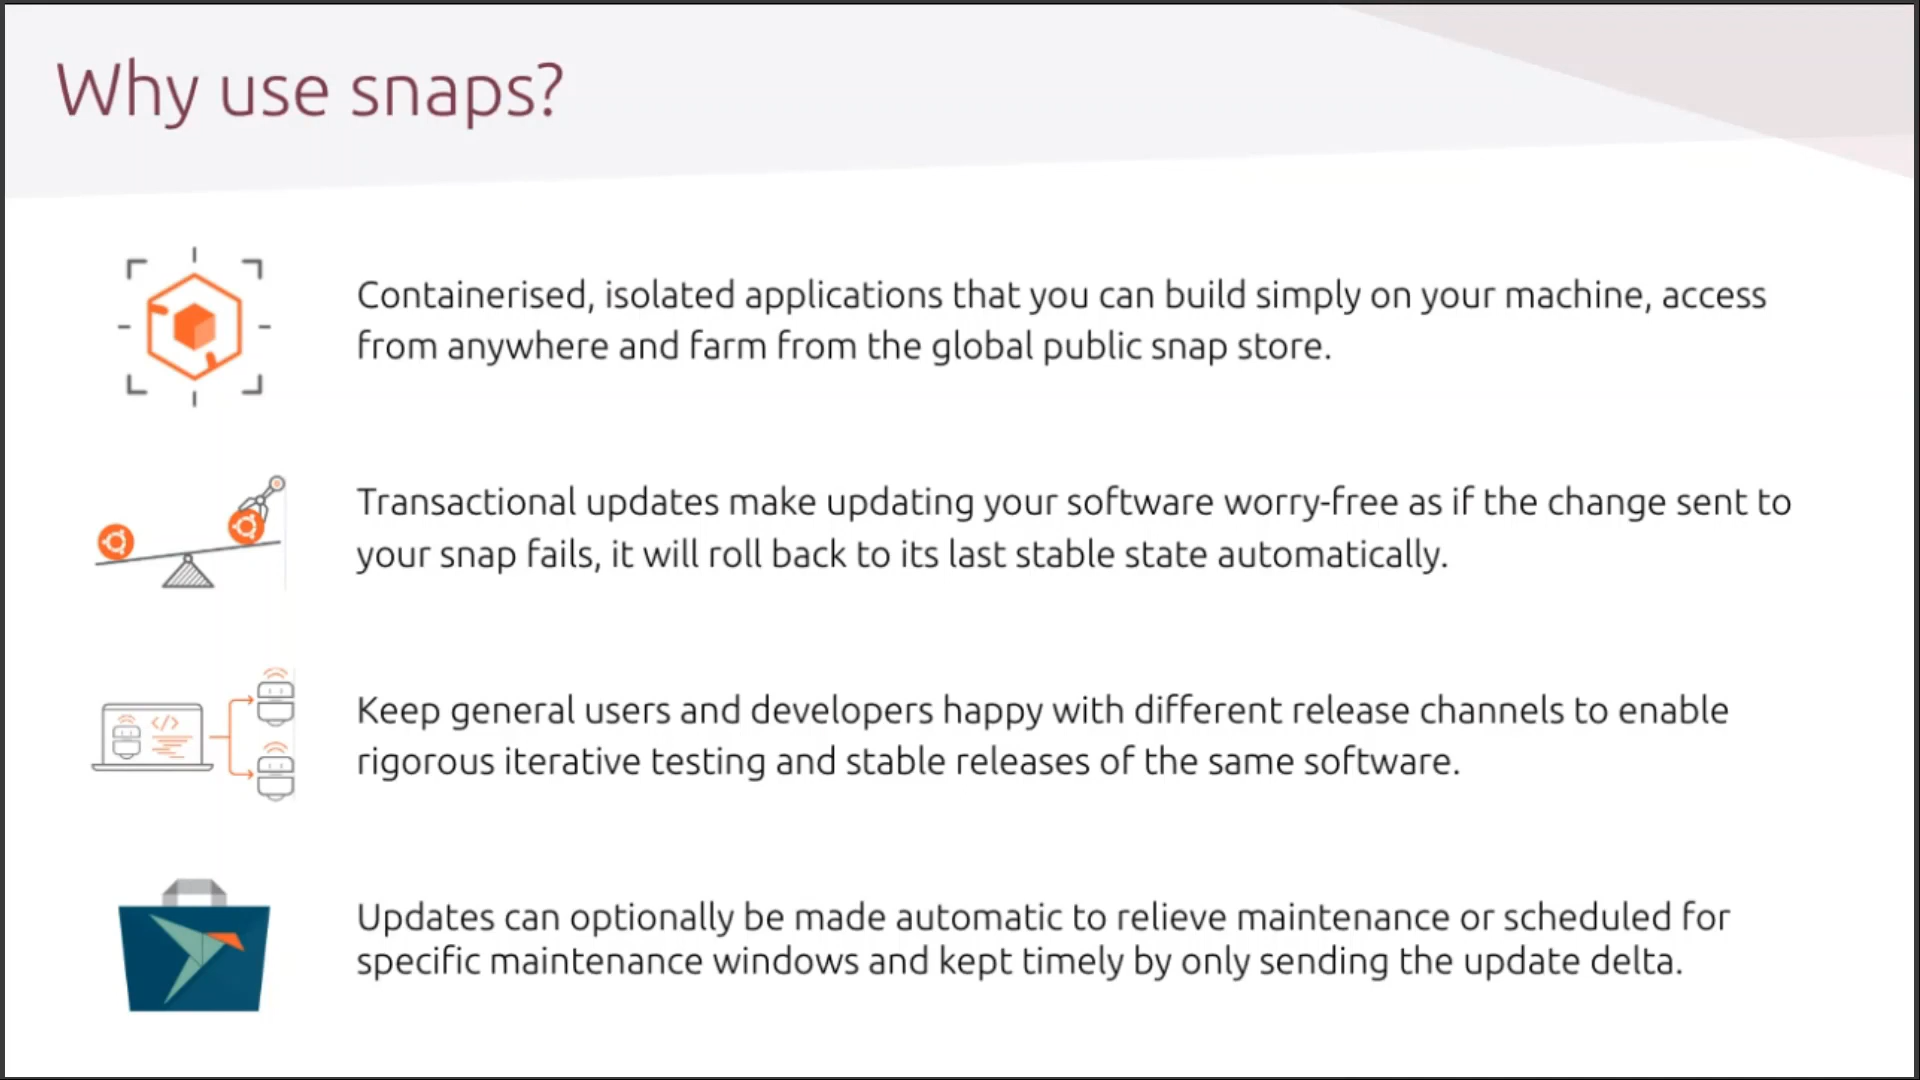 Why use snaps?
Containerised, isolated applications that you can build simply on your machine, access
from anywhere and farm from the global public snap store.
Transactional updates make updating your software worry-free as if the change sent to
your snap fails, it will roll back to its last stable state automatically.
Keep general users and developers happy with different release channels to enable
rigorous iterative testing and stable releases of the same software.
Updates can optionally be made automatic to relieve maintenance or scheduled for
specific maintenance windows and kept timely by only sending the update delta.